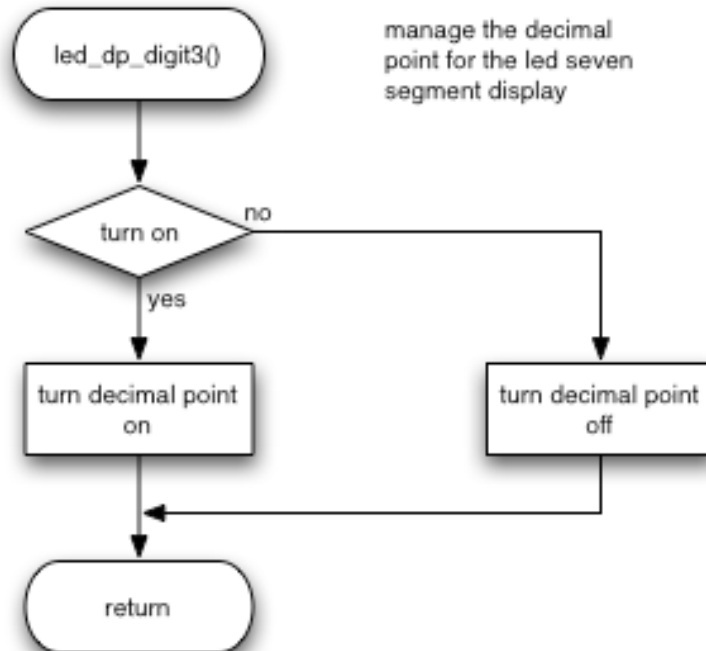 led_dp_digit3()
manage the decimal
point for the led seven
segment display
turn on
no
yes
turn decimal point
on
turn decimal point
off
return